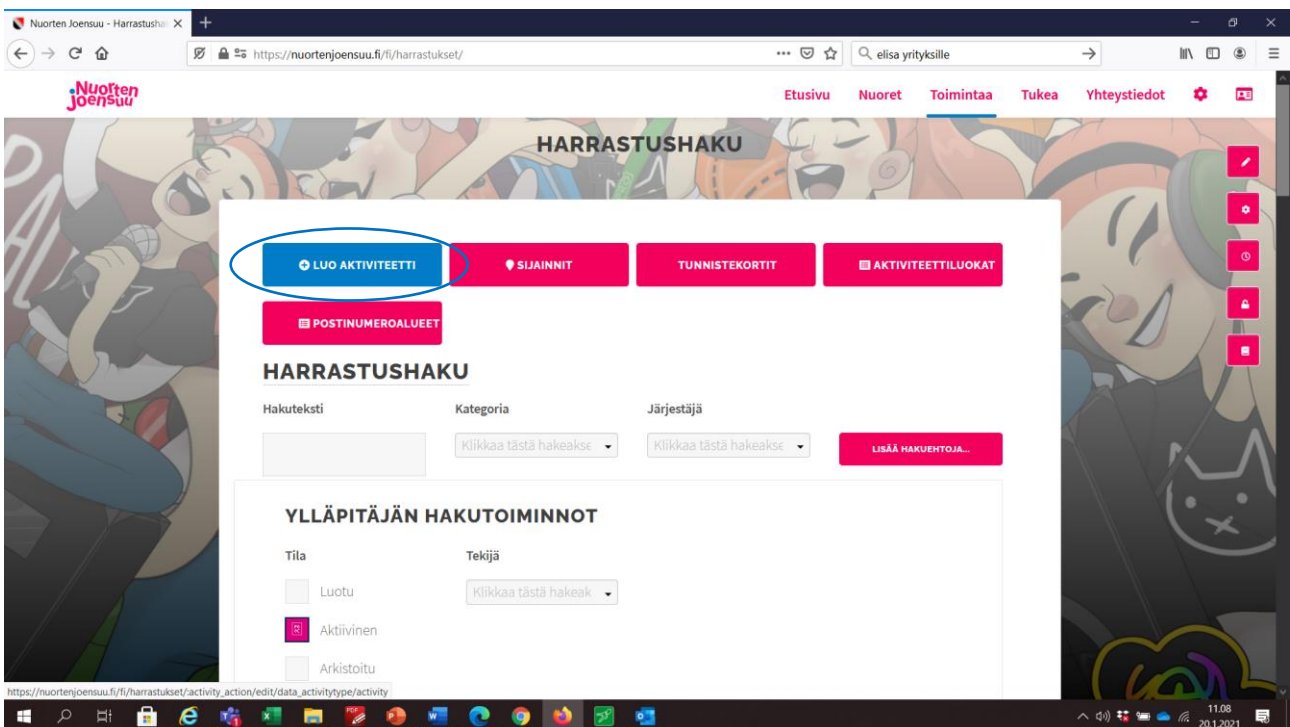 Nuorten Joensuu - Harrastusha
https://nuortenjoensuu.fi/fi/harrastukset/
elisa yrityksille
Nuorten
joensuu
Etusivu Nuoret Toimintaa Tukea Yhteystiedot
HARRASTUSHAKU
LUO AKTIVITEETTI SIJAINNIT TUNNISTEKORTIT AKTIVITEETTILUOKAT
POSTINUMEROALUEET
HARRASTUSHAKU
Hakuteksti Kategoria Järjestäjä
Klikkaa tästä hakeakse Klikkaa tästä hakeakse LISÄÄ HAKUEHTOJA...
YLLÄPITÄJÄN HAKUTOIMINNOT
Tila Tekijä
Luotu Klikkaa tästä hakeak
Aktiivinen
Arkistoitu
https://nuortenjoensuu.fi/fi/harrastukset/:activity_action/edit/data_activitytype/activity
11.08
20.1.2021